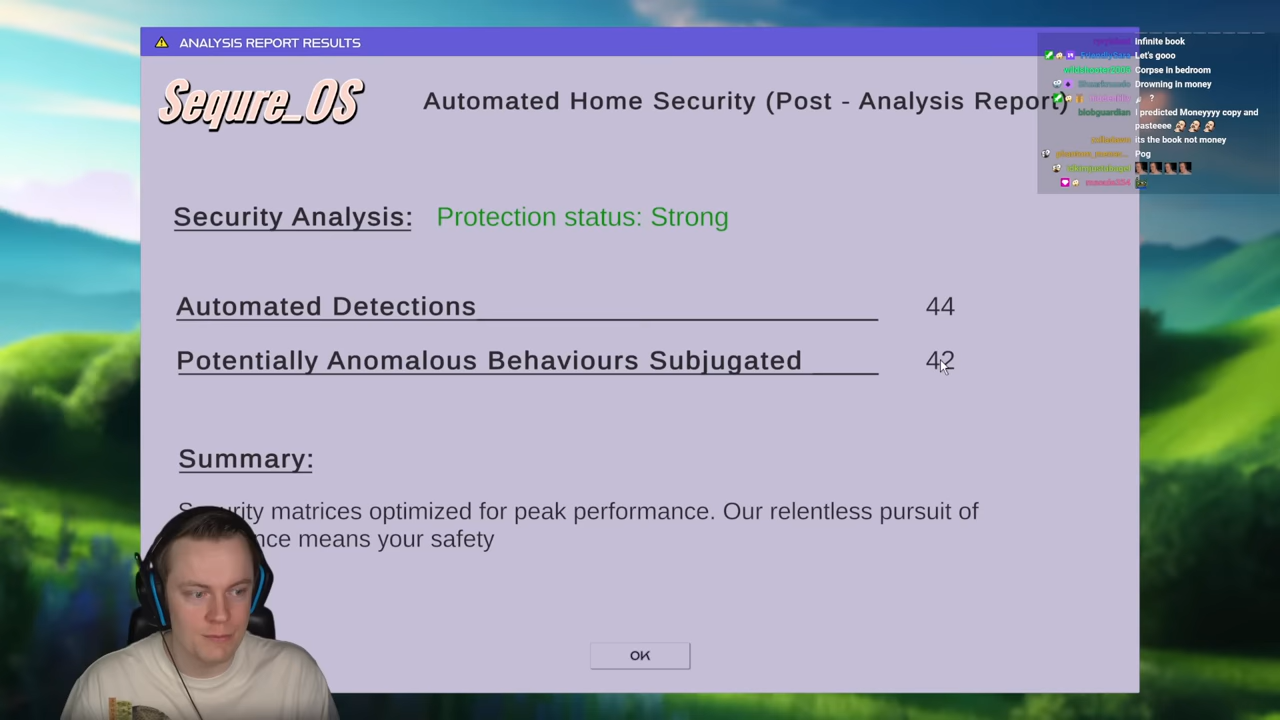 ANALYSIS REPORT RESULTS
Sequre_OS
Automated Home Security (Post - Analysis Report)
Security Analysis: Protection status: Strong
Automated Detections 44
Potentially Anomalous Behaviours Subjugated 42
Summary:
matrices optimized for peak performance. Our relentless pursuit of
means your safety
OK
infinite book
Let's gooo
Corpse in bedroom
Drowning in money
?
blobguardian I predicted Moneyyyy copy and
pasteeee
its the book not money
Pog